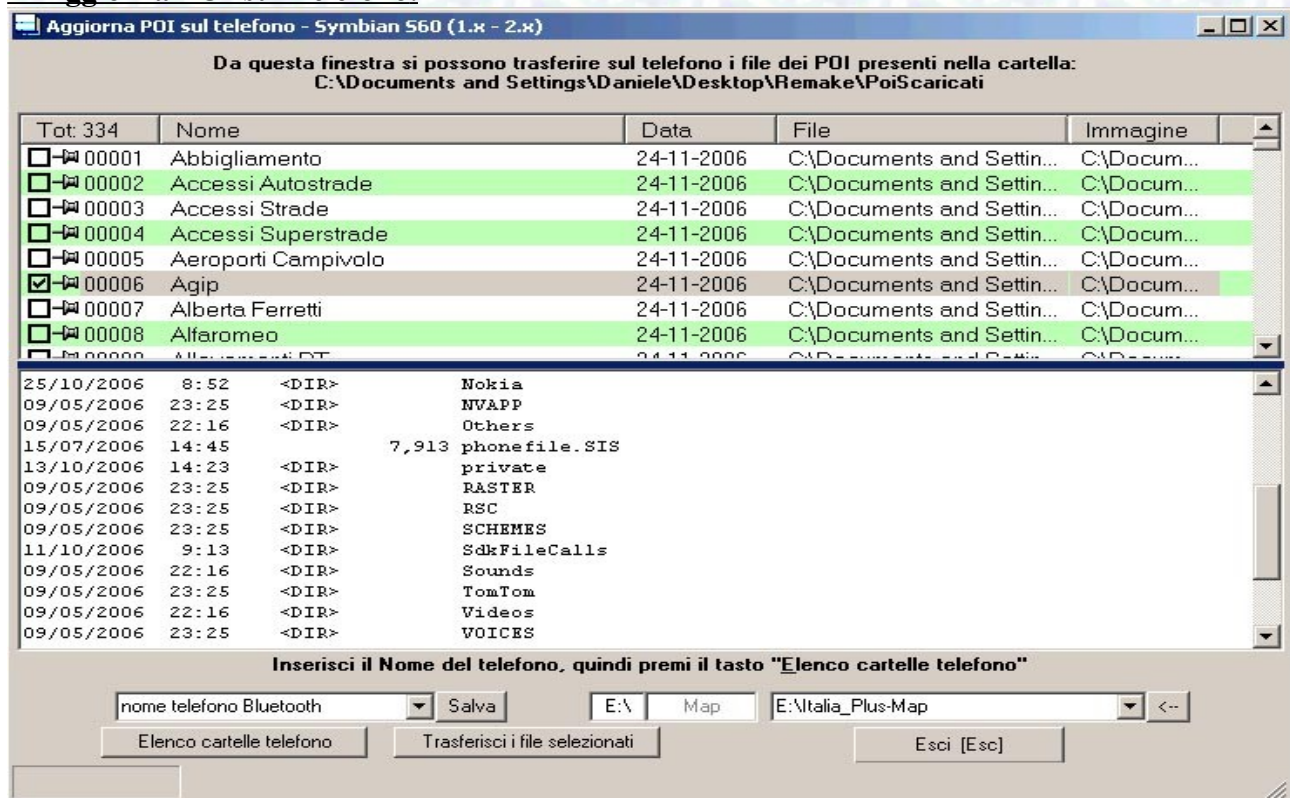 Aggiorna POI sul telefono - Symbian S60 (1.x - 2.x)
Da questa finestra si possono trasferire sul telefono i file dei POI presenti nella cartella:
C:\Documents and Settings\Daniele\Desktop\Remake\PoiScaricati
Tot: 334 Nome Data File Immagine
00001 Abbigliamento 24-11-2006 C:\Documents and Settin... C:\Docum...
00002 Accessi Autostrade 24-11-2006 C:\Documents and Settin... C:\Docum...
00003 Accessi Strade 24-11-2006 C:\Documents and Settin... C:\Docum...
00004 Accessi Superstrade 24-11-2006 C:\Documents and Settin... C:\Docum...
00005 Aeroporti Campivolo 24-11-2006 C:\Documents and Settin... C:\Docum...
00006 Agip 24-11-2006 C:\Documents and Settin... C:\Docum...
00007 Alberta Ferretti 24-11-2006 C:\Documents and Settin... C:\Docum...
00008 Alfaromeo 24-11-2006 C:\Documents and Settin... C:\Docum...
25/10/2006 8:52 <DIR> Nokia
09/05/2006 23:25 <DIR> NVAPP
09/05/2006 22:16 <DIR> Others
15/07/2006 14:45 7,913 phonefile.SIS
13/10/2006 14:23 <DIR> private
09/05/2006 23:25 <DIR> RASTER
09/05/2006 23:25 <DIR> RSC
09/05/2006 23:25 <DIR> SCHEMES
11/10/2006 9:13 <DIR> SdkFileCalls
09/05/2006 22:16 <DIR> Sounds
09/05/2006 23:25 <DIR> TomTom
09/05/2006 22:16 <DIR> Videos
09/05/2006 23:25 <DIR> VOICES
Inserisci il Nome del telefono, quindi premi il tasto "Elenco cartelle telefono"
nome telefono Bluetooth Salva E:\ Map E:\Italia_Plus-Map <--
Elenco cartelle telefono Trasferisci i file selezionati Esci [Esc]